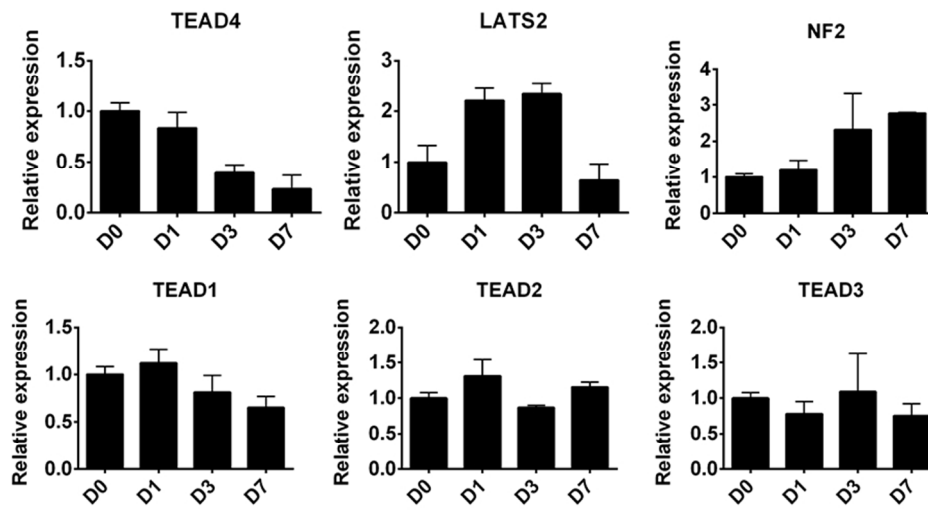 TEAD4
Relative expression
1.5
1.0
0.5
0.0
D0 D1 D3 D7
LATS2
Relative expression
3
2
1
0
D0 D1 D3 D7
NF2
Relative expression
4
3
2
1
0
D0 D1 D3 D7
TEAD1
Relative expression
1.5
1.0
0.5
0.0
D0 D1 D3 D7
TEAD2
Relative expression
2.0
1.5
1.0
0.5
0.0
D0 D1 D3 D7
TEAD3
Relative expression
2.0
1.5
1.0
0.5
0.0
D0 D1 D3 D7